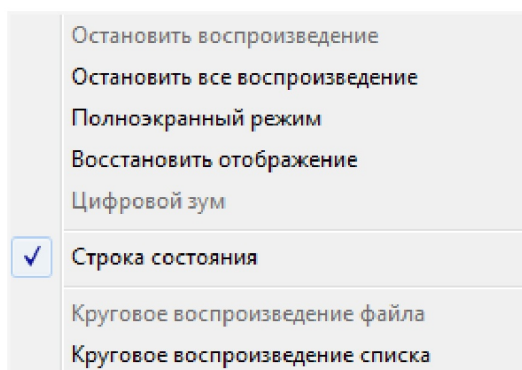 Остановить воспроизведение
Остановить все воспроизведение
Полноэкранный режим
Восстановить отображение
Цифровой зум
Строка состояния
Круговое воспроизведение файла
Круговое воспроизведение списка